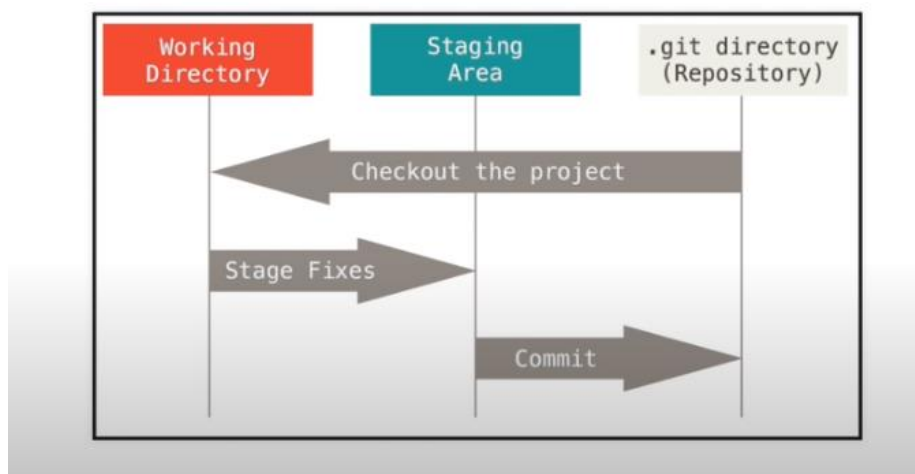 Working
Directory
Staging
Area
.git directory
(Repository)
Checkout the project
Stage Fixes
Commit